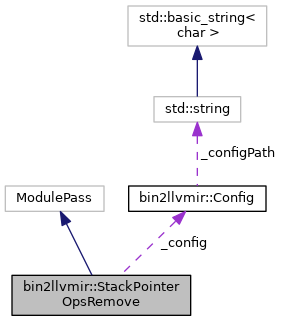 std::basic_string<
char >
std::string
_configPath
ModulePass
bin2llvmir::Config
_config
bin2llvmir::StackPointer
OpsRemove